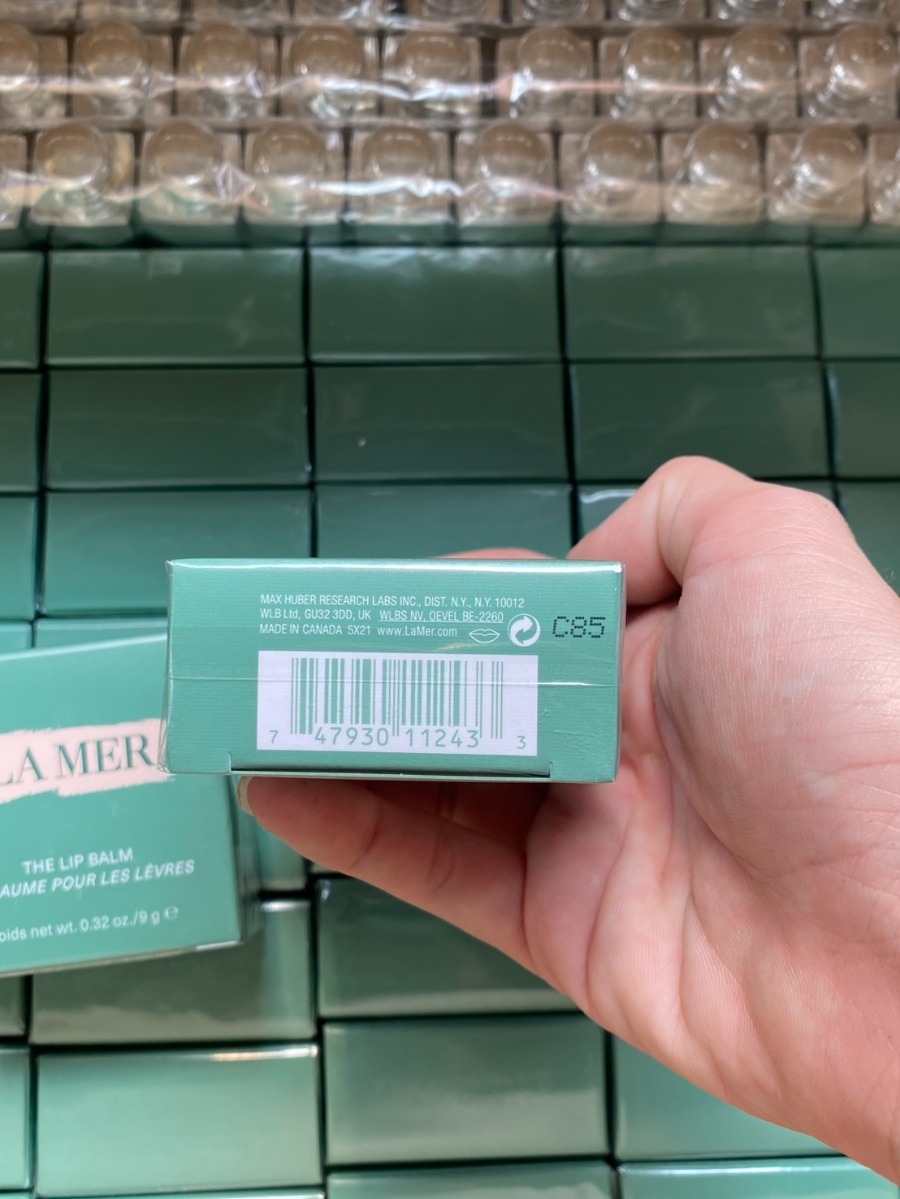 MAX HUBER RESEARCH LABS INC., DIST. N.Y., N.Y. 10012
WLB Ltd, GU32 3DD, UK WLBS NV. OEVEL BE-2260
MADE IN CANADA 5X21 www.LaMer.com
C85
7 47930 11243 3
LA MER
THE LIP BALM
AUME POUR LES LÈVRES
oids net wt. 0.32 oz./9 g ℮